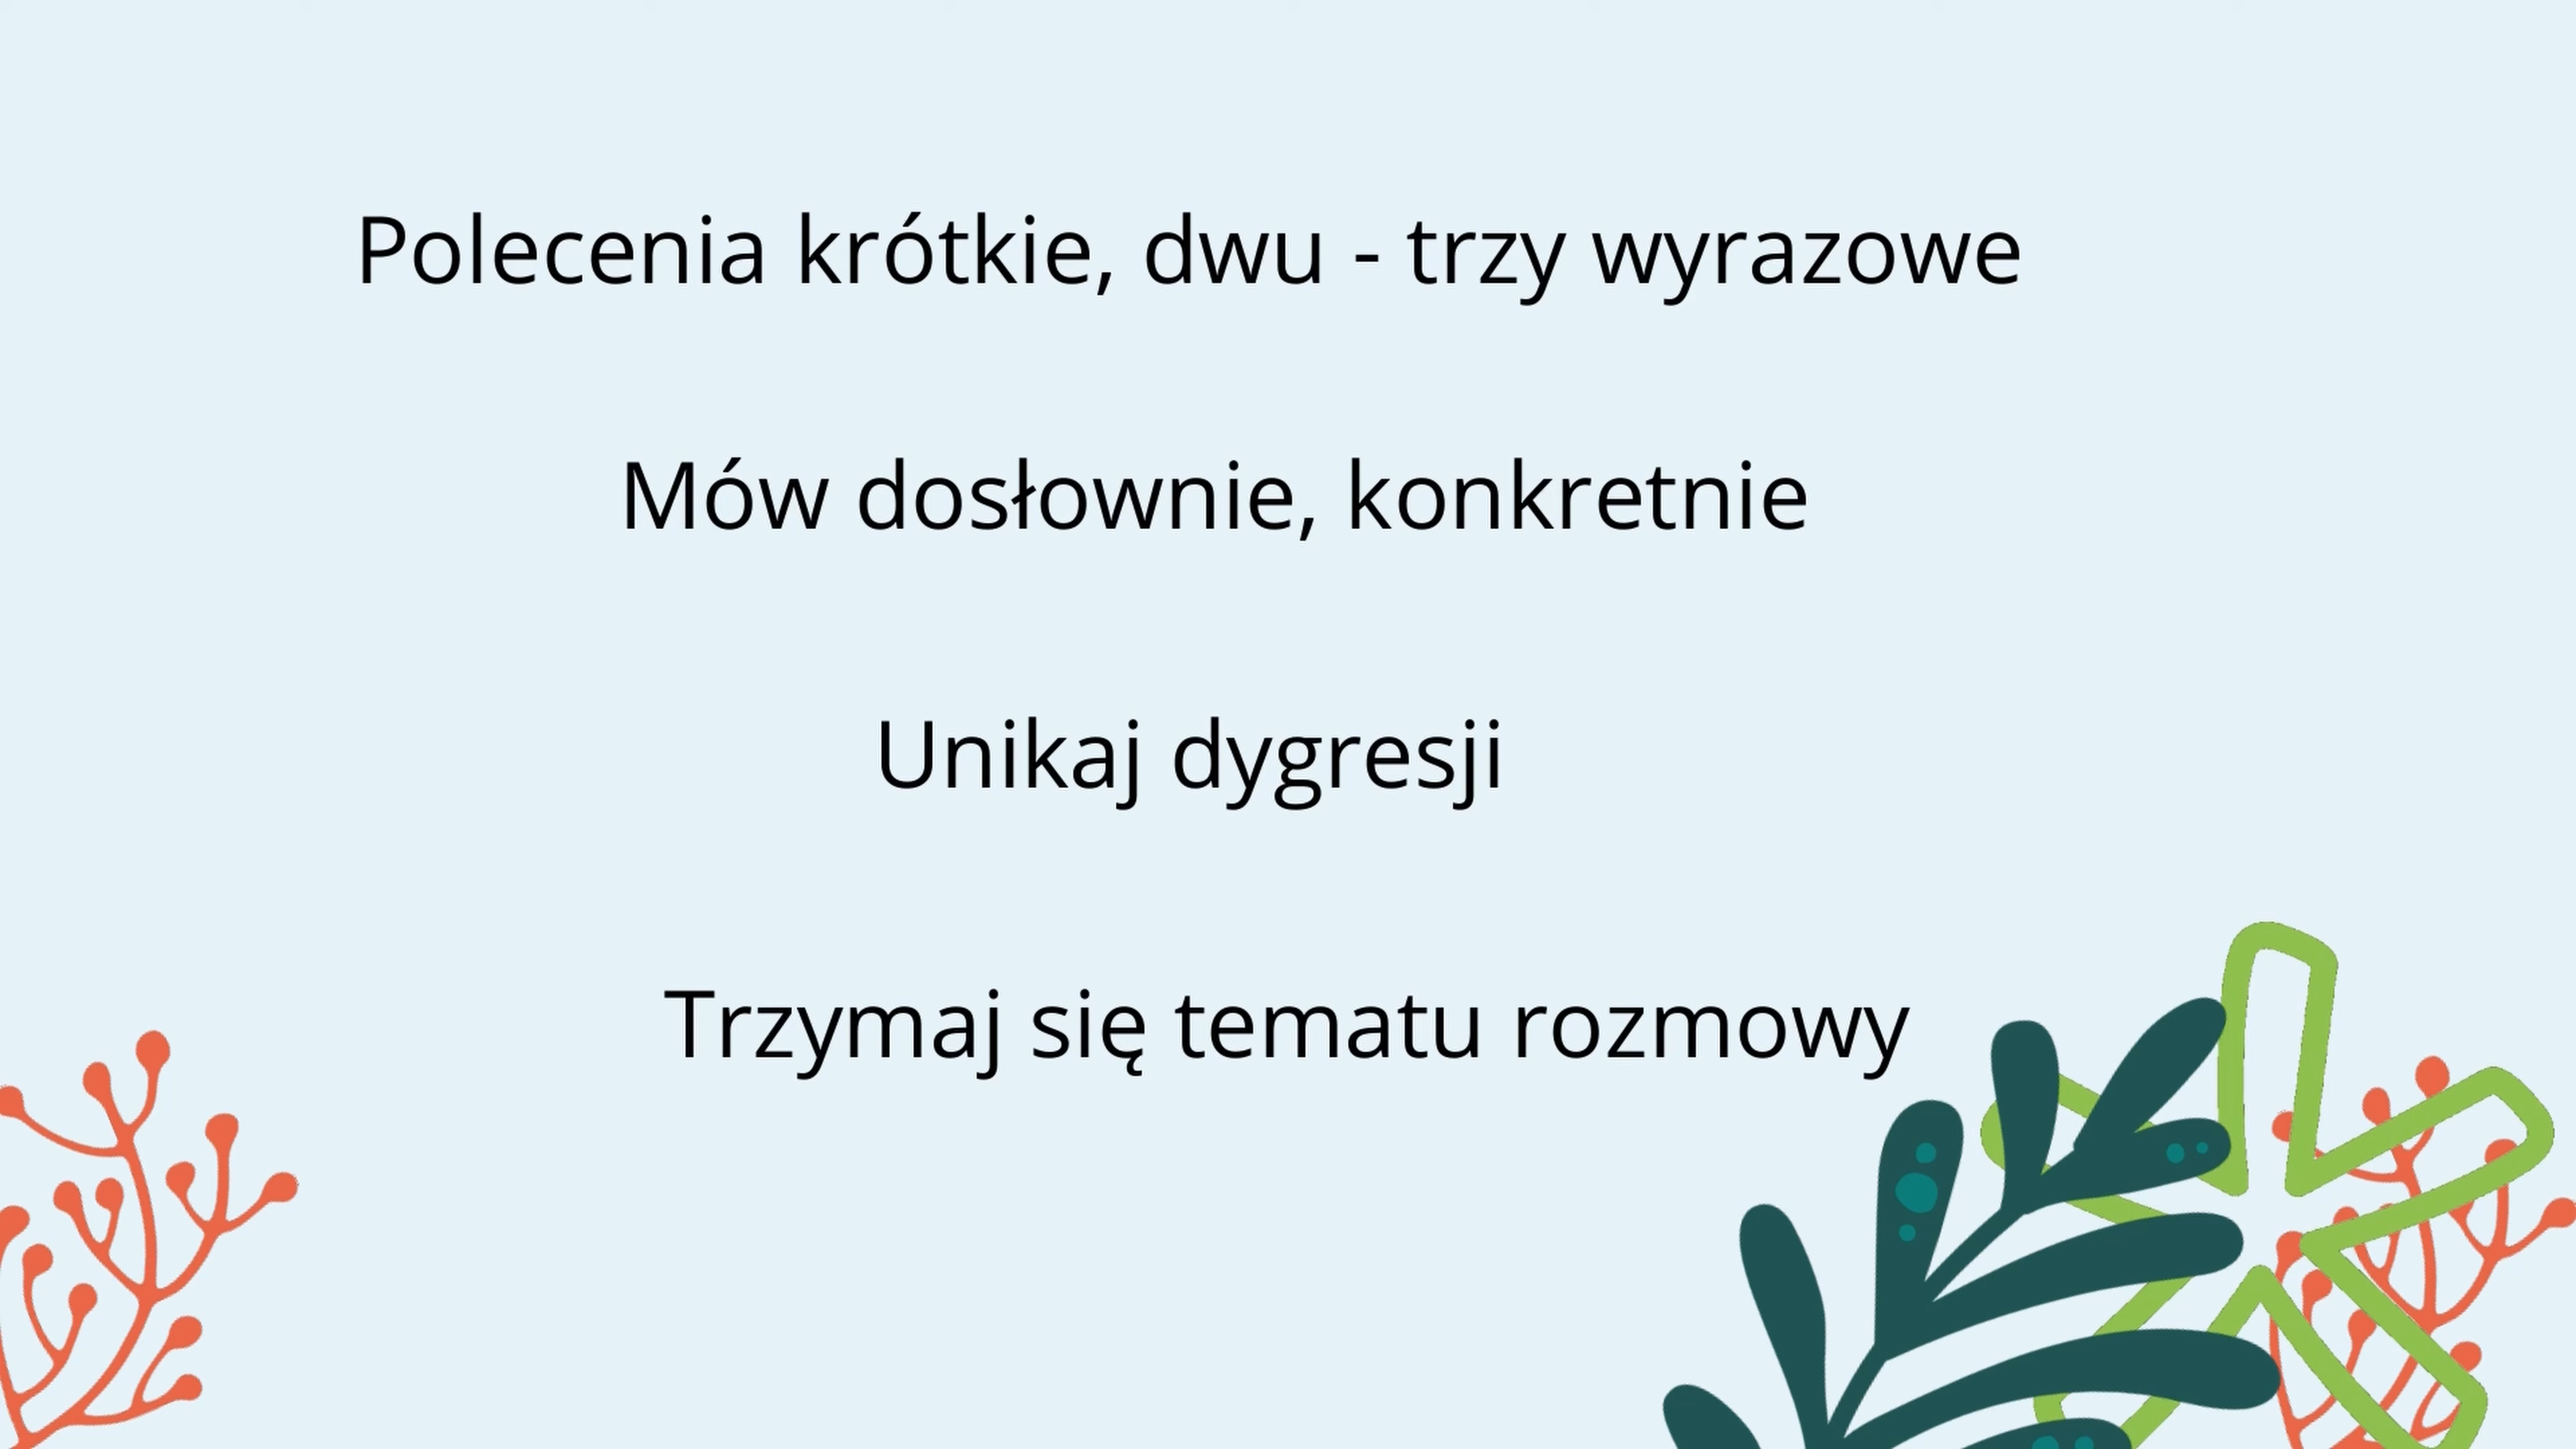 Polecenia krótkie, dwu - trzy wyrazowe
Mów dosłownie, konkretnie
Unikaj dygresji
Trzymaj się tematu rozmowy